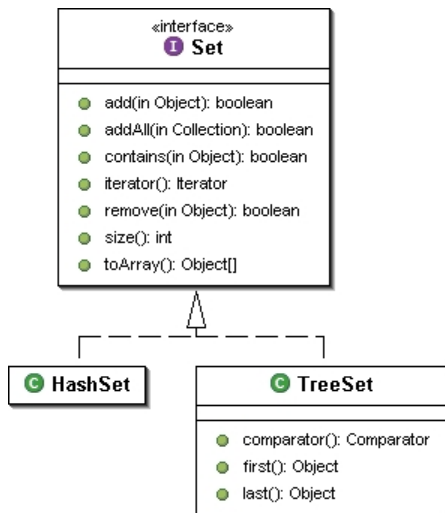 «interface»
I Set
add(in Object): boolean
addAll(in Collection): boolean
contains(in Object): boolean
iterator(): Iterator
remove(in Object): boolean
size(): int
toArray(): Object[]
C HashSet
C TreeSet
comparator(): Comparator
first(): Object
last(): Object